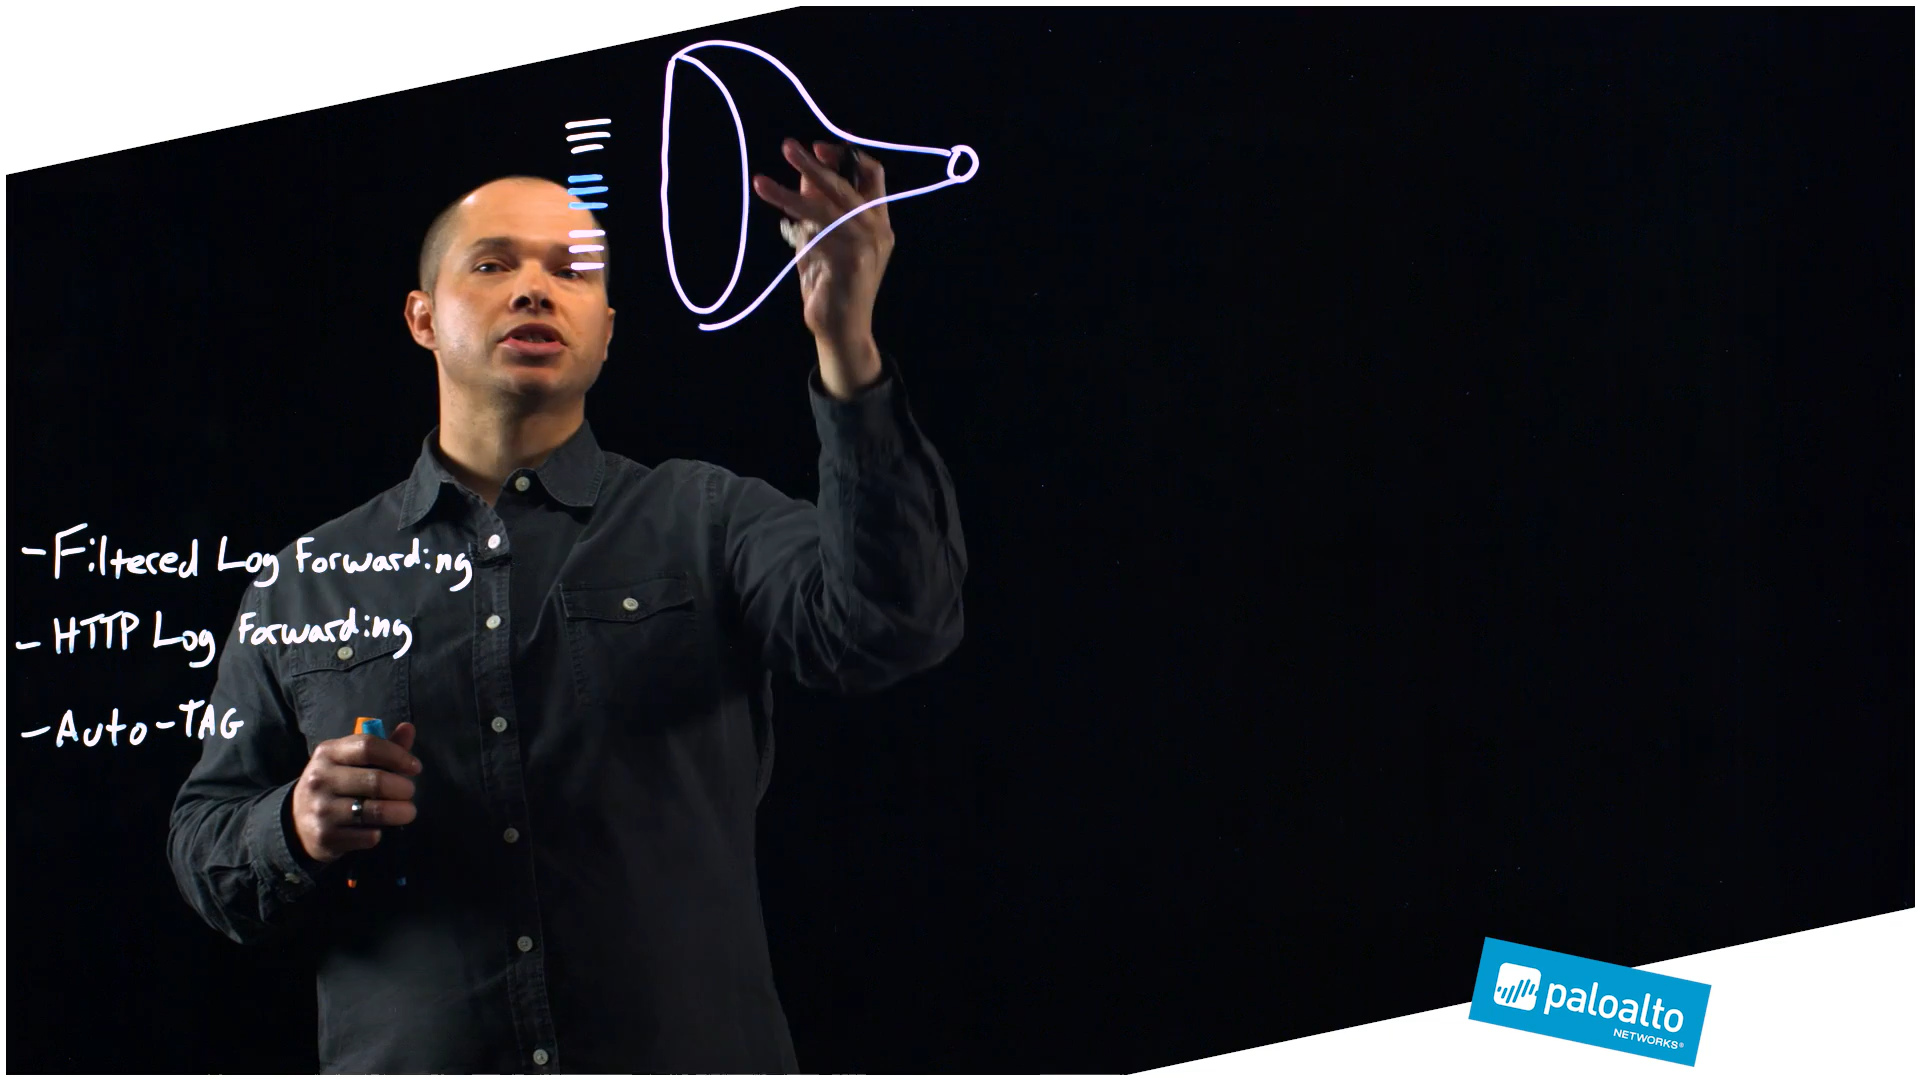 - Filtered Log Forwarding
- HTTP Log Forwarding
- Auto-TAG
paloalto
NETWORKS®